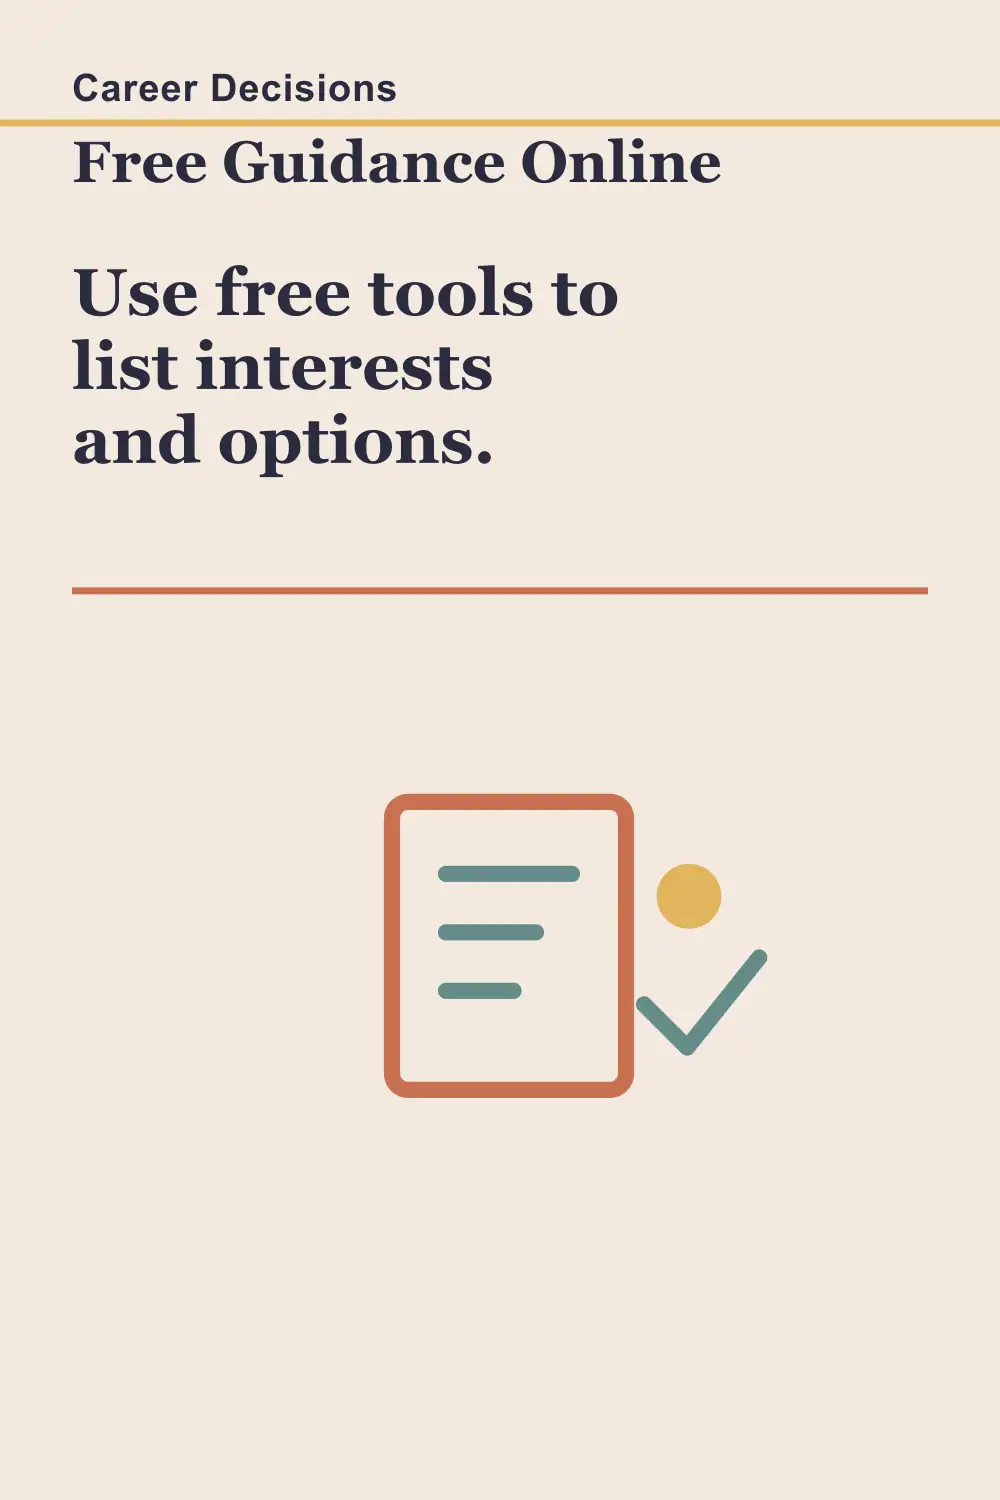 Career Decisions
Free Guidance Online
Use free tools to
list interests
and options.